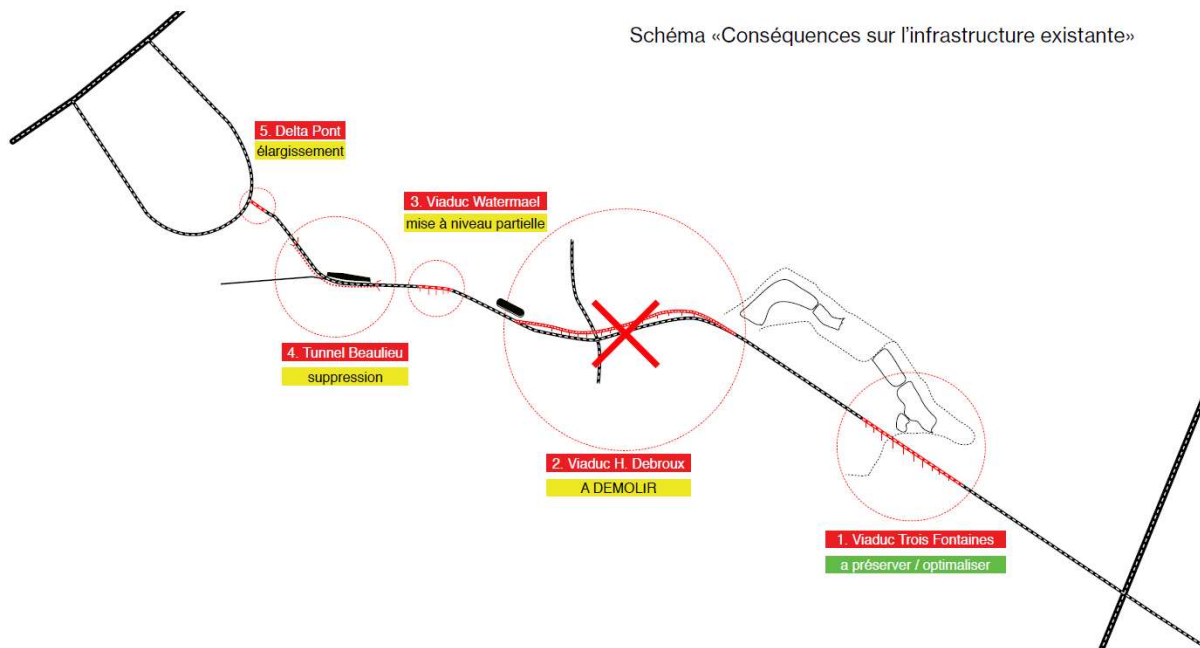 Schéma «Conséquences sur l'infrastructure existante»
5. Delta Pont
élargissement
3. Viaduc Watermael
mise à niveau partielle
4. Tunnel Beaulieu
suppression
2. Viaduc H. Debroux
A DEMOLIR
1. Viaduc Trois Fontaines
a préserver / optimaliser